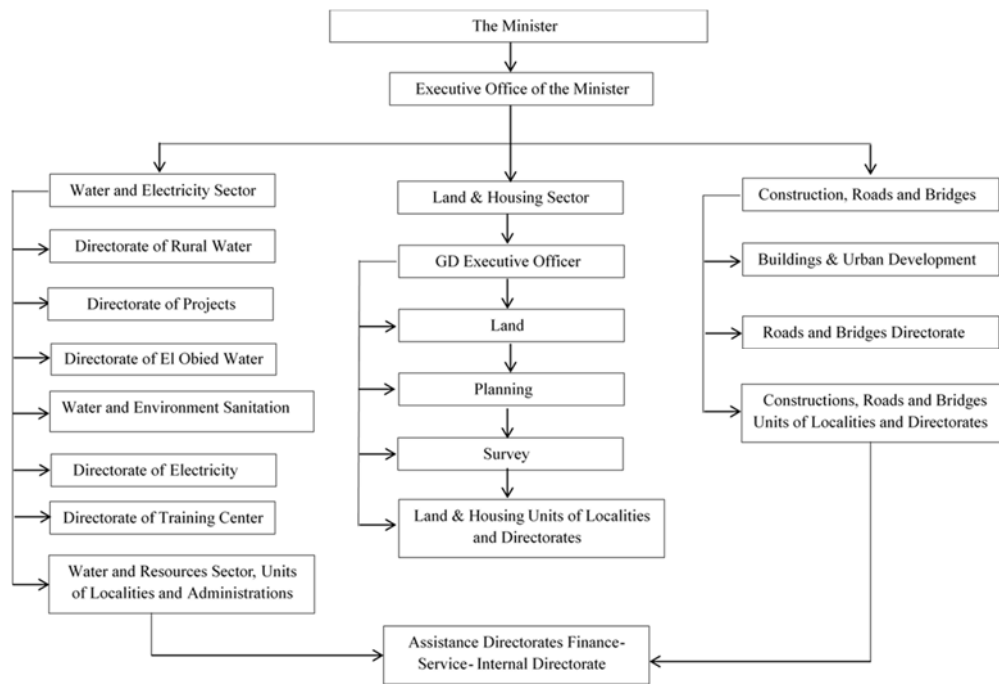 The Minister
Executive Office of the Minister
Water and Electricity Sector
Directorate of Rural Water
Directorate of Projects
Directorate of El Obied Water
Water and Environment Sanitation
Directorate of Electricity
Directorate of Training Center
Water and Resources Sector, Units
of Localities and Administrations
Land & Housing Sector
GD Executive Officer
Land
Planning
Survey
Land & Housing Units of Localities
and Directorates
Construction, Roads and Bridges
Buildings & Urban Development
Roads and Bridges Directorate
Constructions, Roads and Bridges
Units of Localities and Directorates
Assistance Directorates Finance-
Service- Internal Directorate